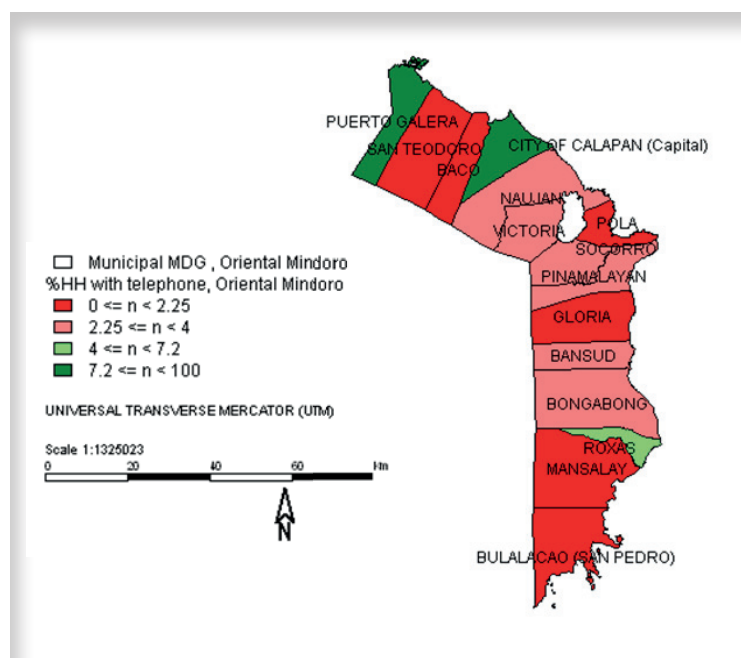 PUERTO GALERA
SAN TEODORO
CITY OF CALAPAN (Capital)
BACO
NAUJAN
VICTORIA
POLA
SOCORRO
PINAMALAYAN
GLORIA
BANSUD
BONGABONG
ROXAS
MANSALAY
BULALACAO (SAN PEDRO)
Municipal MDG , Oriental Mindoro
%HH with telephone, Oriental Mindoro
0 <= n < 2.25
2.25 <= n < 4
4 <= n < 7.2
7.2 <= n < 100
UNIVERSAL TRANSVERSE MERCATOR (UTM)
Scale 1:1325023
0 20 40 60 km
N